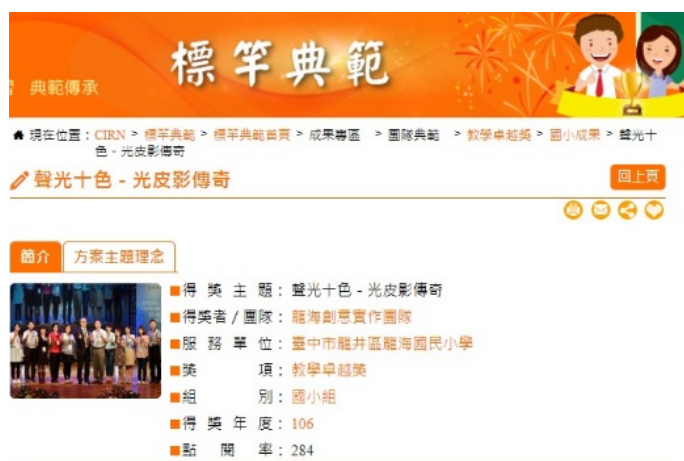 標竿典範
典範傳承
現在位置：CIRN > 標竿典範 > 標竿典範首頁 > 成果專區 > 團隊典範 > 教學卓越獎 > 國小成果 > 聲光十
色 - 光皮影傳奇
聲光十色 - 光皮影傳奇
回上頁
簡介 方案主題理念
得獎主題：聲光十色 - 光皮影傳奇
得獎者 / 團隊：龍海創意實作團隊
服務單位：臺中市龍井區龍海國民小學
獎項：教學卓越獎
組別：國小組
得獎年度：106
點閱率：284